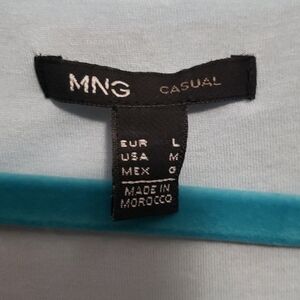 MNG CASUAL
EUR L
USA M
MEX G
MADE IN
MOROCCO